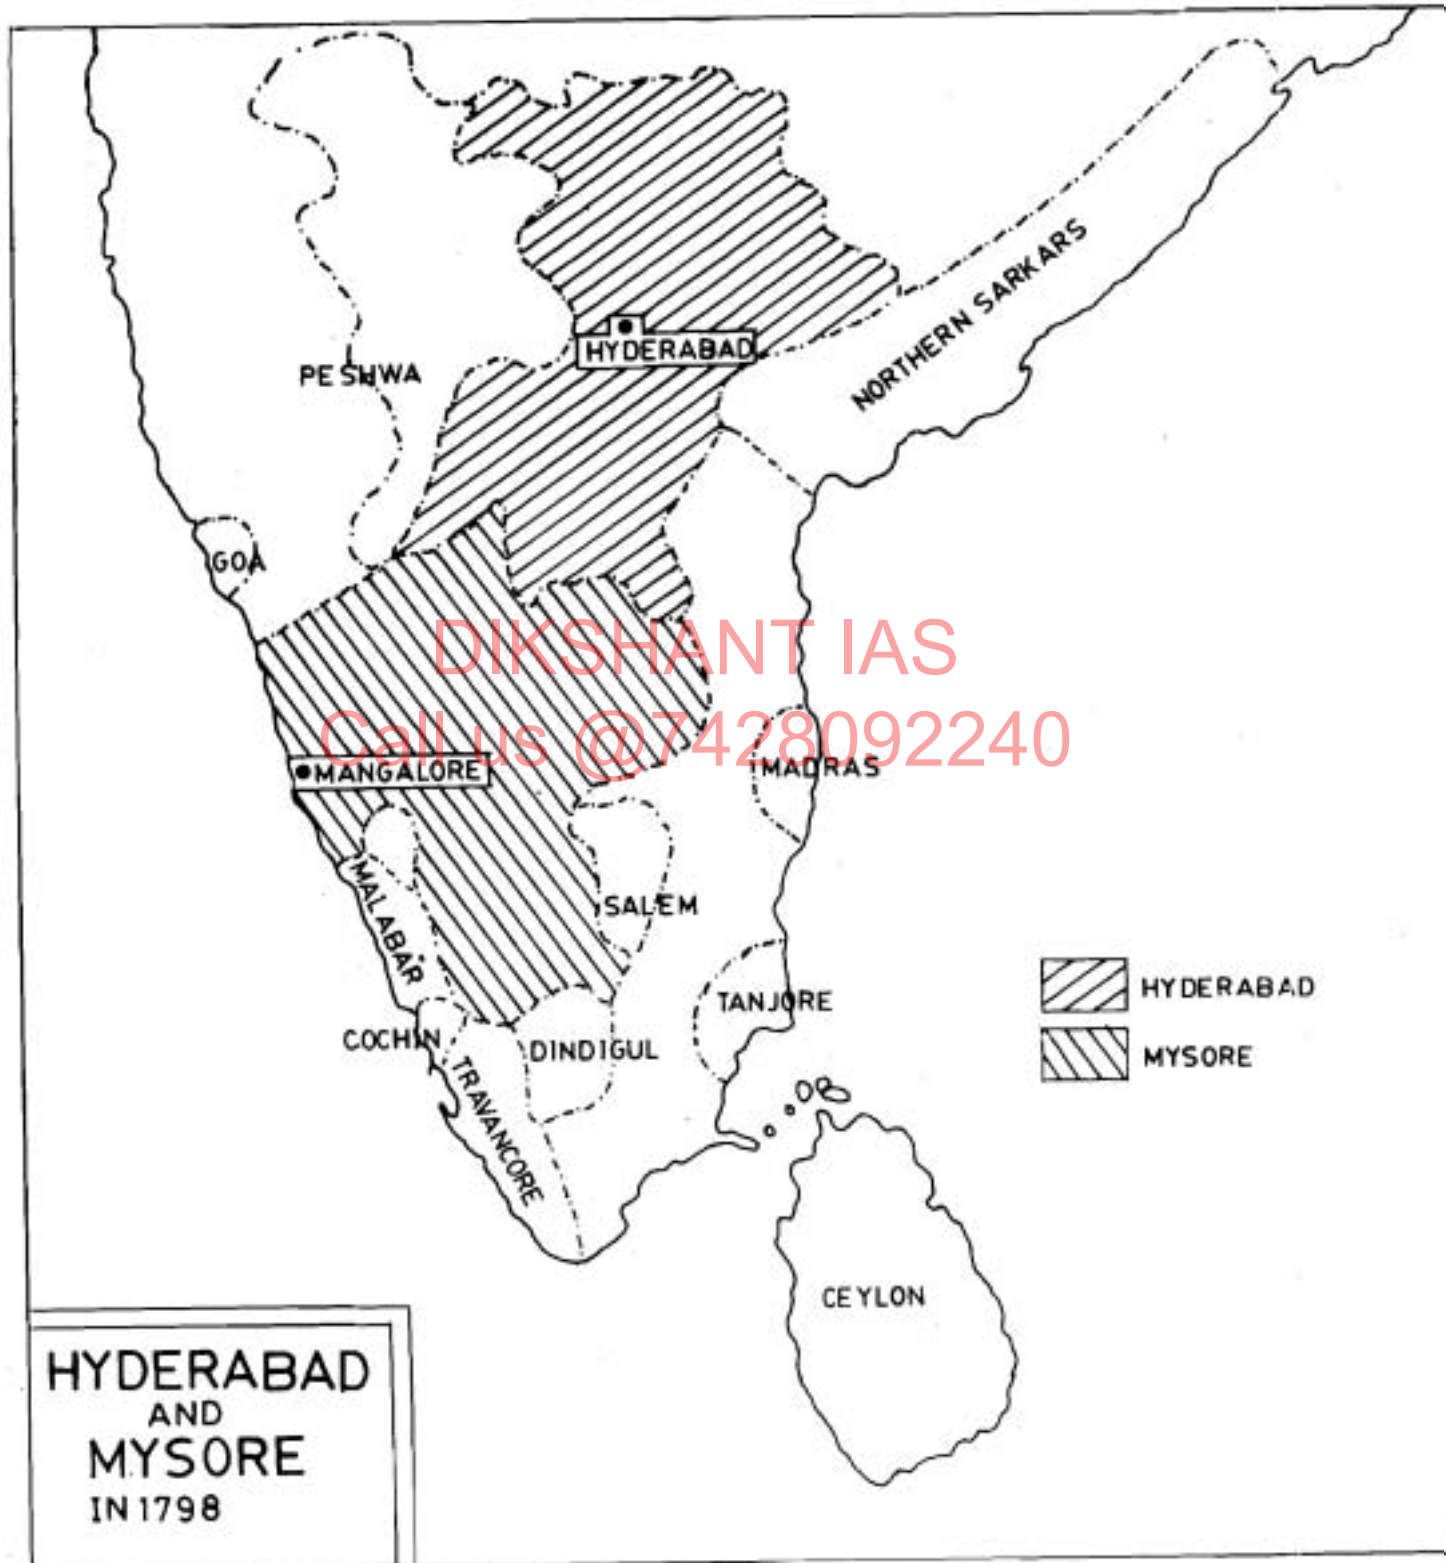 NORTHERN SARKARS
HYDERABAD
PESHWA
GOA
DIKSHANT IAS
Call us @7428092240
MANGALORE
MADRAS
MALABAR
SALEM
TANJORE
COCHIN
DINDIGUL
TRAVANCORE
HYDERABAD
MYSORE
CEYLON
HYDERABAD
AND
MYSORE
IN 1798